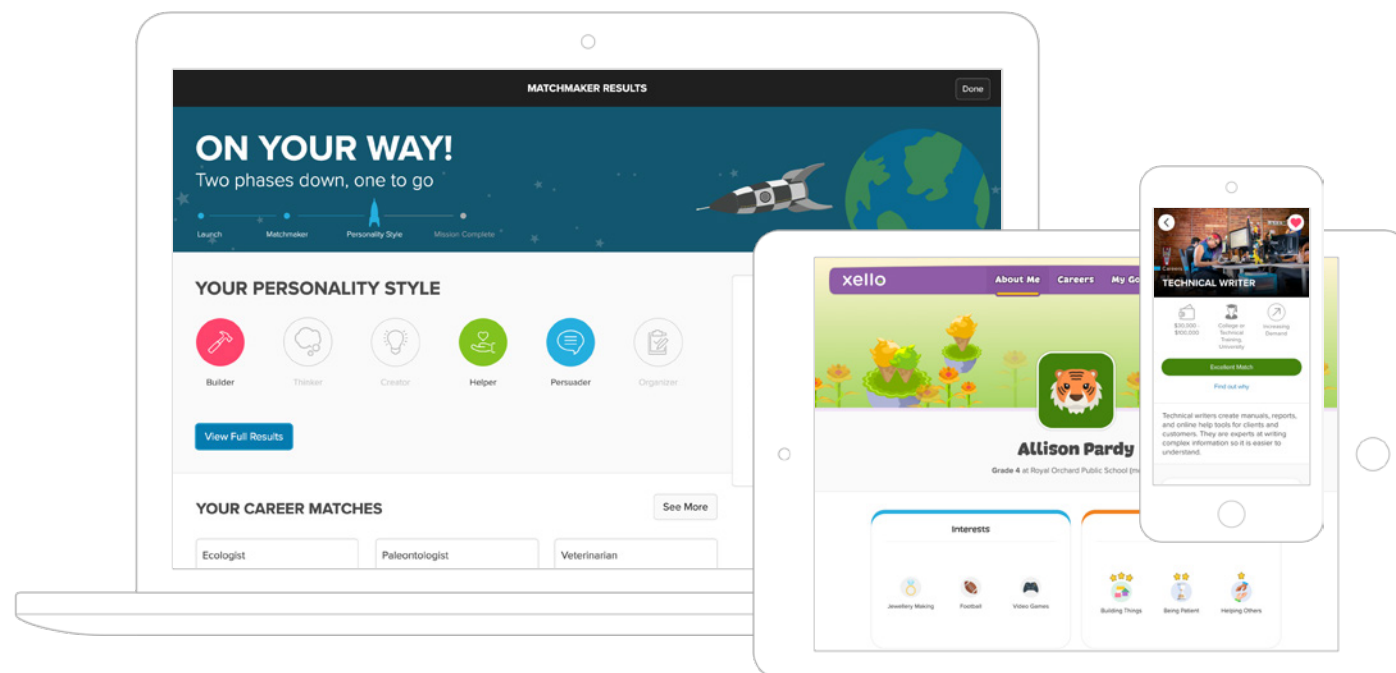 MATCHMAKER RESULTS
Done
ON YOUR WAY!
Two phases down, one to go
Launch
Matchmaker
Personality Style
Mission Complete
YOUR PERSONALITY STYLE
Builder
Thinker
Creator
Helper
Persuader
Organizer
View Full Results
YOUR CAREER MATCHES
See More
Ecologist
Paleontologist
Veterinarian
xello
About Me
Careers
My Go
Allison Pardy
Grade 4 at Royal Orchard Public School (m
Interests
Jewellery Making
Football
Video Games
Building Things
Being Patient
Helping Others
Careers
TECHNICAL WRITER
$30,000 -
$100,000
College or
Technical
Training,
University
Increasing
Demand
Excellent Match
Find out why
Technical writers create manuals, reports,
and online help tools for clients and
customers. They are experts at writing
complex information so it is easier to
understand.